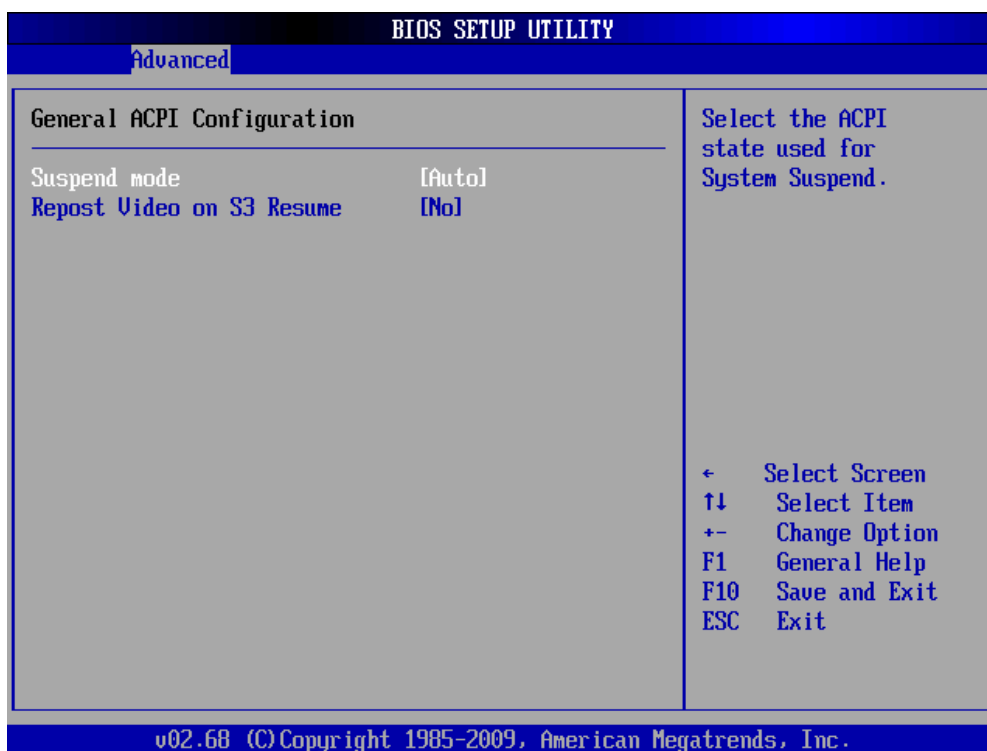 BIOS SETUP UTILITY
Advanced
General ACPI Configuration
Suspend mode [Auto]
Repost Video on S3 Resume [No]
Select the ACPI
state used for
System Suspend.
← Select Screen
↑↓ Select Item
+- Change Option
F1 General Help
F10 Save and Exit
ESC Exit
v02.68 (C)Copyright 1985-2009, American Megatrends, Inc.